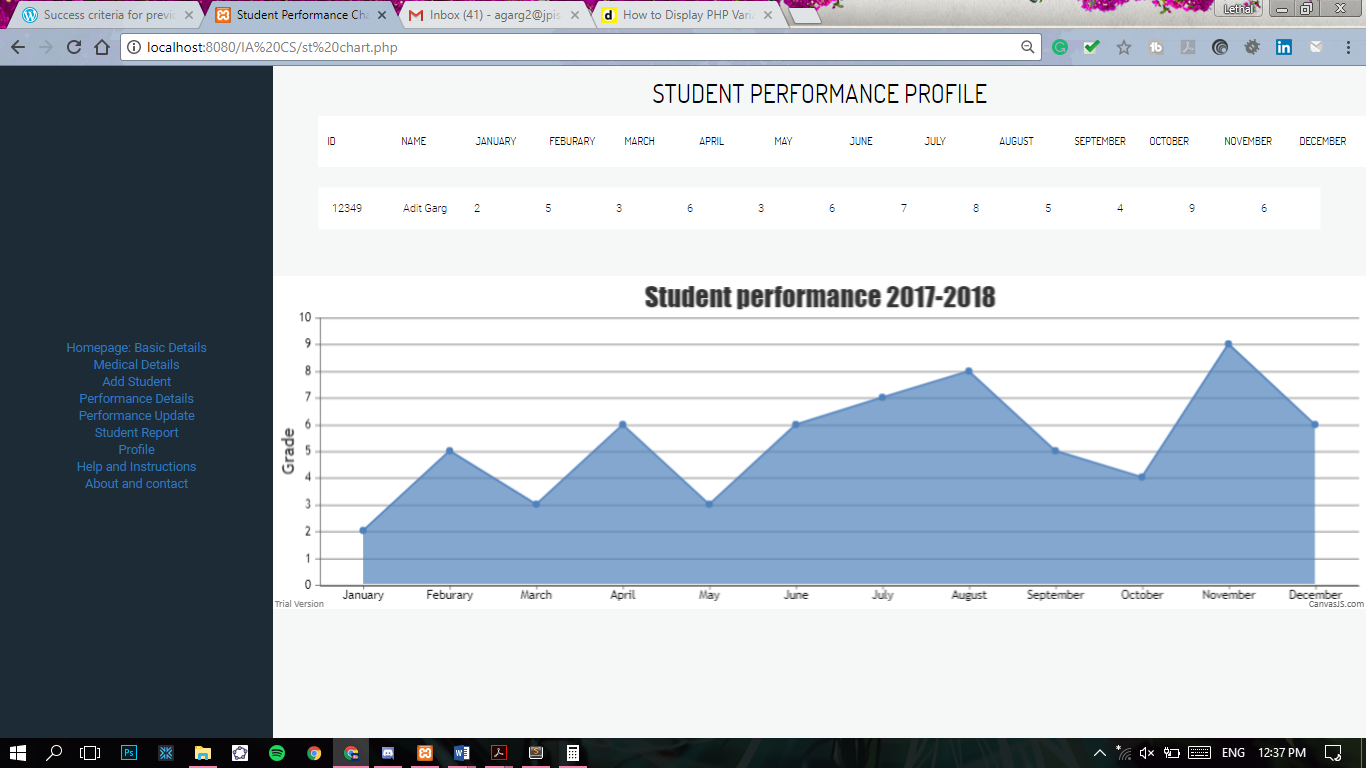 Success criteria for previ
Student Performance Cha
Inbox (41) - agarg2@jpis
How to Display PHP Vari
Lethal
localhost:8080/IA%20CS/st%20chart.php
STUDENT PERFORMANCE PROFILE
ID NAME JANUARY FEBURARY MARCH APRIL MAY JUNE JULY AUGUST SEPTEMBER OCTOBER NOVEMBER DECEMBER
12349 Adit Garg 2 5 3 6 3 6 7 8 5 4 9 6
Homepage: Basic Details
Medical Details
Add Student
Performance Details
Performance Update
Student Report
Profile
Help and Instructions
About and contact
Student performance 2017-2018
Grade
10
9
8
7
6
5
4
3
2
1
0
January Feburary March April May June July August September October November December
Trial Version
CanvasJS.com
ENG 12:37 PM